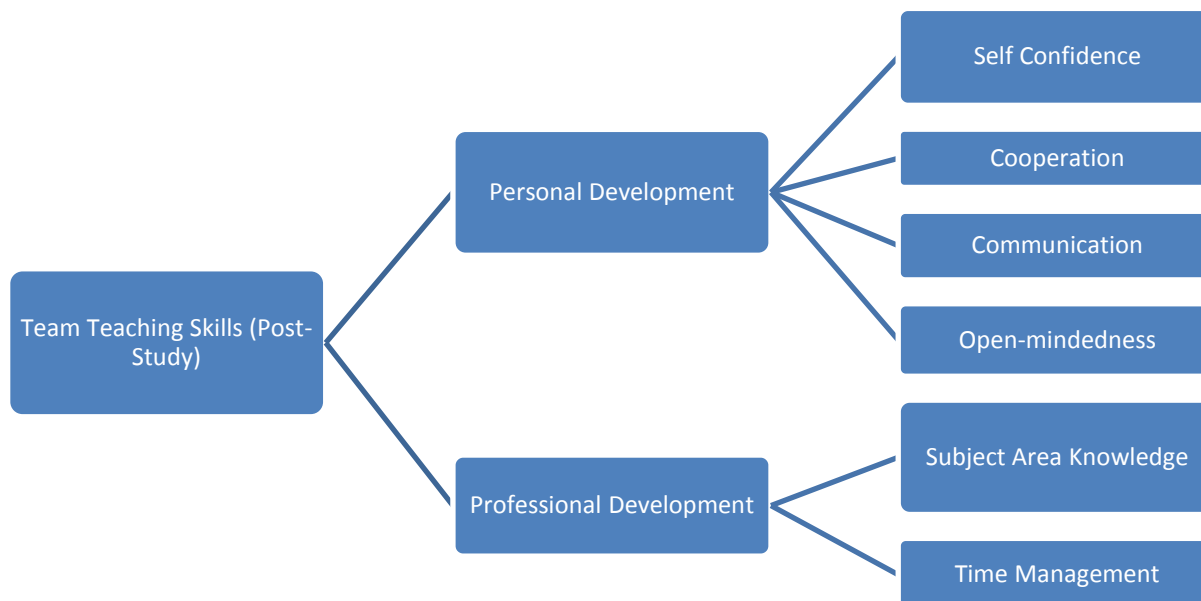 Team Teaching Skills (Post-
Study)
Personal Development
Self Confidence
Cooperation
Communication
Open-mindedness
Professional Development
Subject Area Knowledge
Time Management